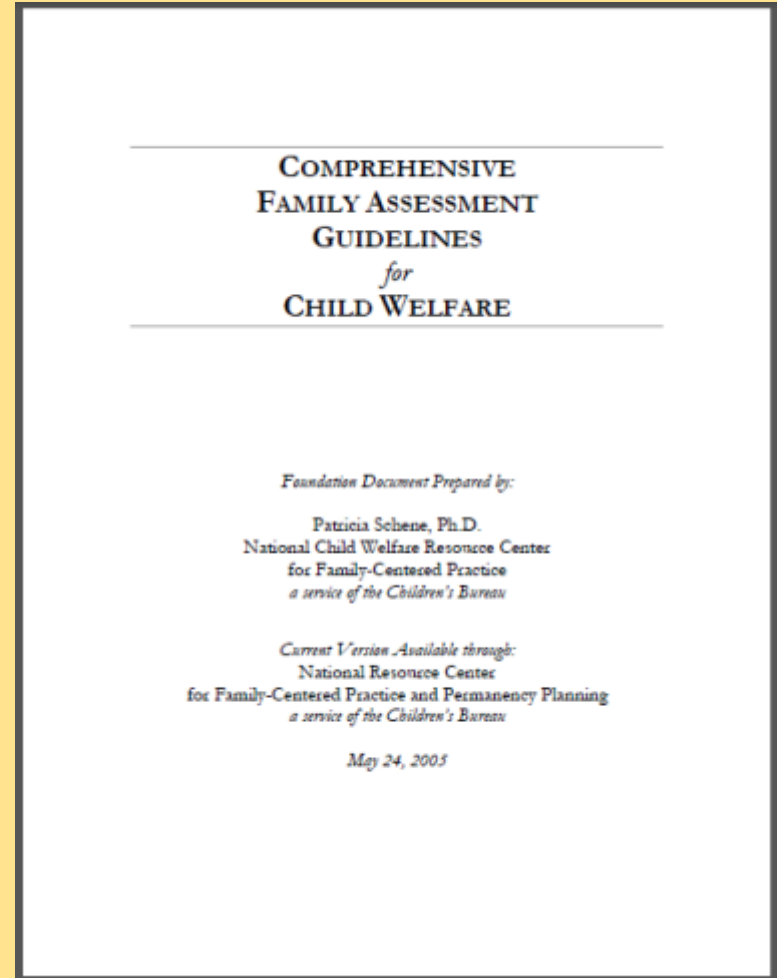 COMPREHENSIVE
FAMILY ASSESSMENT
GUIDELINES
for
CHILD WELFARE
Foundation Document Prepared by:
Patricia Schene, Ph.D.
National Child Welfare Resource Center
for Family-Centered Practice
a service of the Children's Bureau
Current Version Available through:
National Resource Center
for Family-Centered Practice and Permanency Planning
a service of the Children's Bureau
May 24, 2005